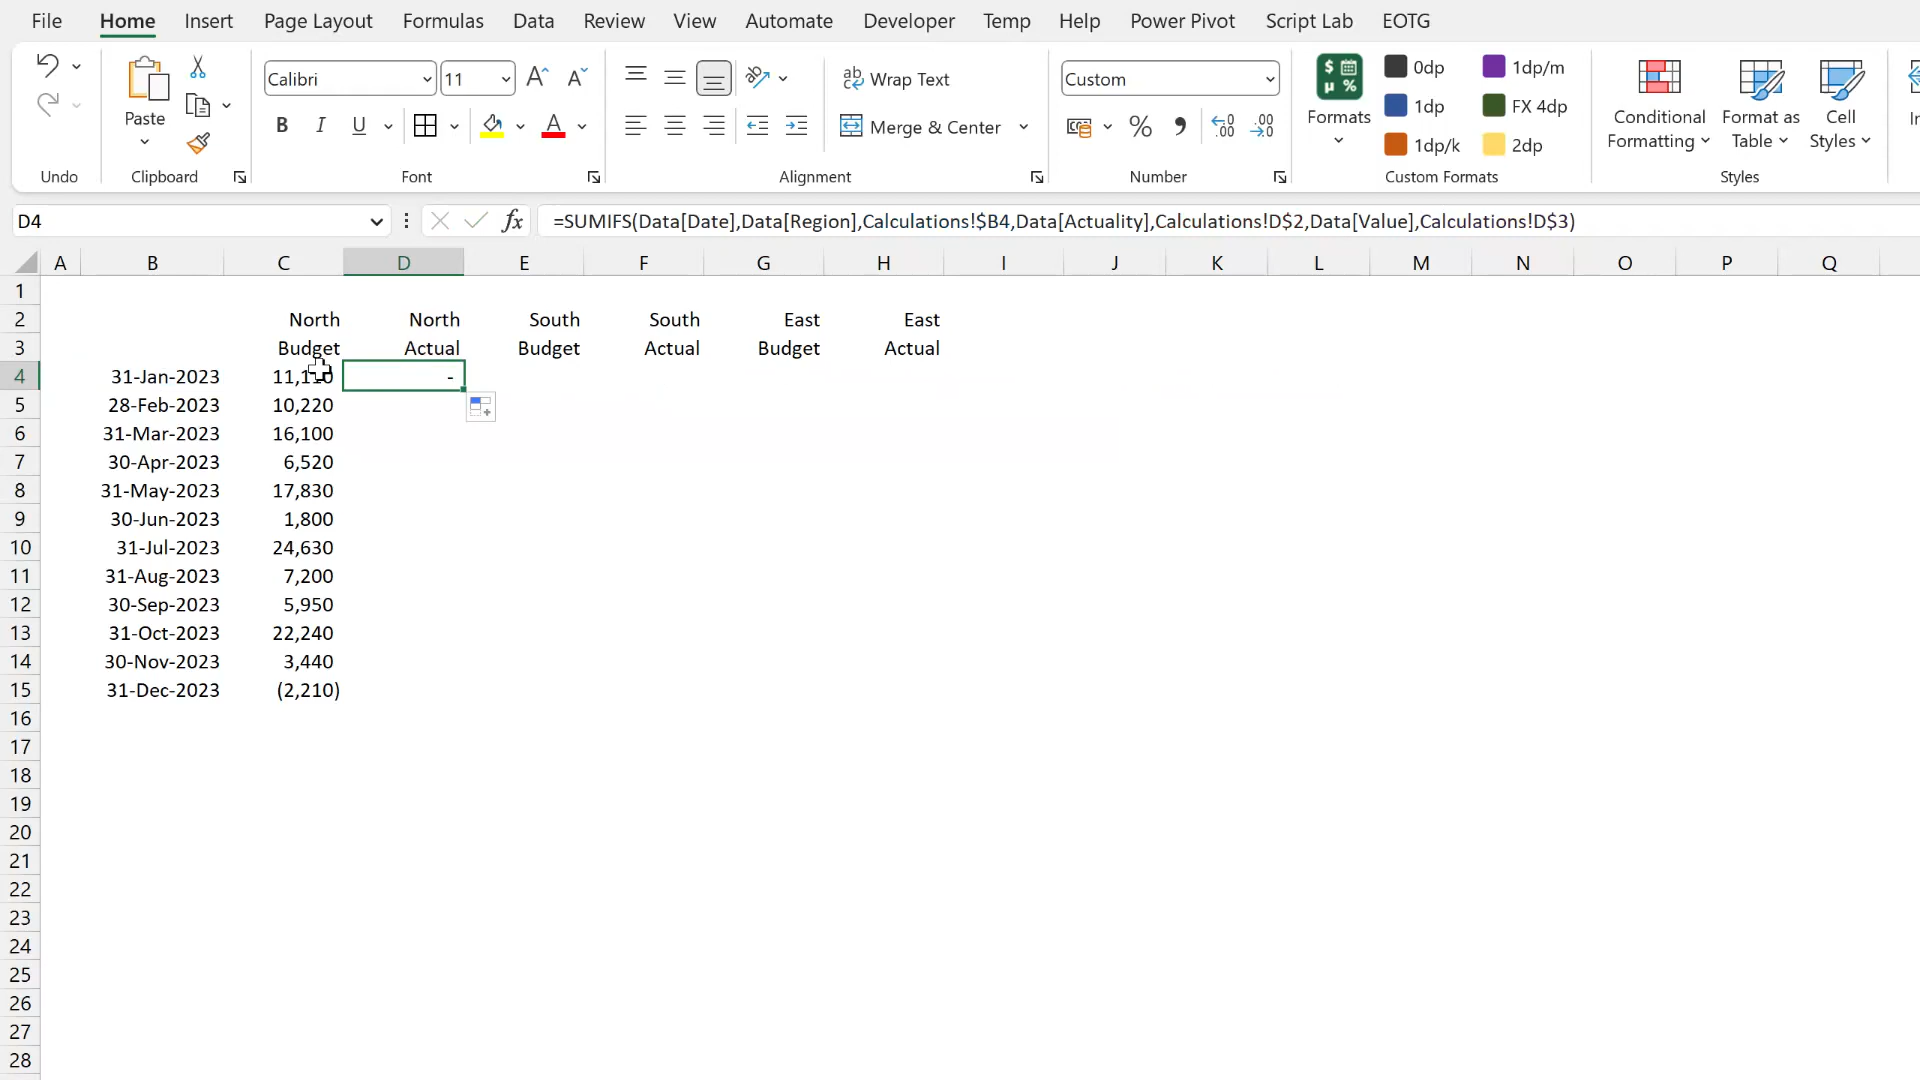 File Home Insert Page Layout Formulas Data Review View Automate Developer Temp Help Power Pivot Script Lab EOTG
Calibri 11 A A Wrap Text Custom 0dp 1dp/m
Paste B I U A Merge & Center % Formats 1dp FX 4dp Conditional Formatting Format as Table Cell Styles
1dp/k 2dp
Undo Clipboard Font Alignment Number Custom Formats Styles
D4 fx =SUMIFS(Data[Date],Data[Region],Calculations!$B4,Data[Actuality],Calculations!D$2,Data[Value],Calculations!D$3)
A B C D E F G H I J K L M N O P Q
1
2 North North South South East East
3 Budget Actual Budget Actual Budget Actual
4 31-Jan-2023 11,110 -
5 28-Feb-2023 10,220
6 31-Mar-2023 16,100
7 30-Apr-2023 6,520
8 31-May-2023 17,830
9 30-Jun-2023 1,800
10 31-Jul-2023 24,630
11 31-Aug-2023 7,200
12 30-Sep-2023 5,950
13 31-Oct-2023 22,240
14 30-Nov-2023 3,440
15 31-Dec-2023 (2,210)
16
17
18
19
20
21
22
23
24
25
26
27
28